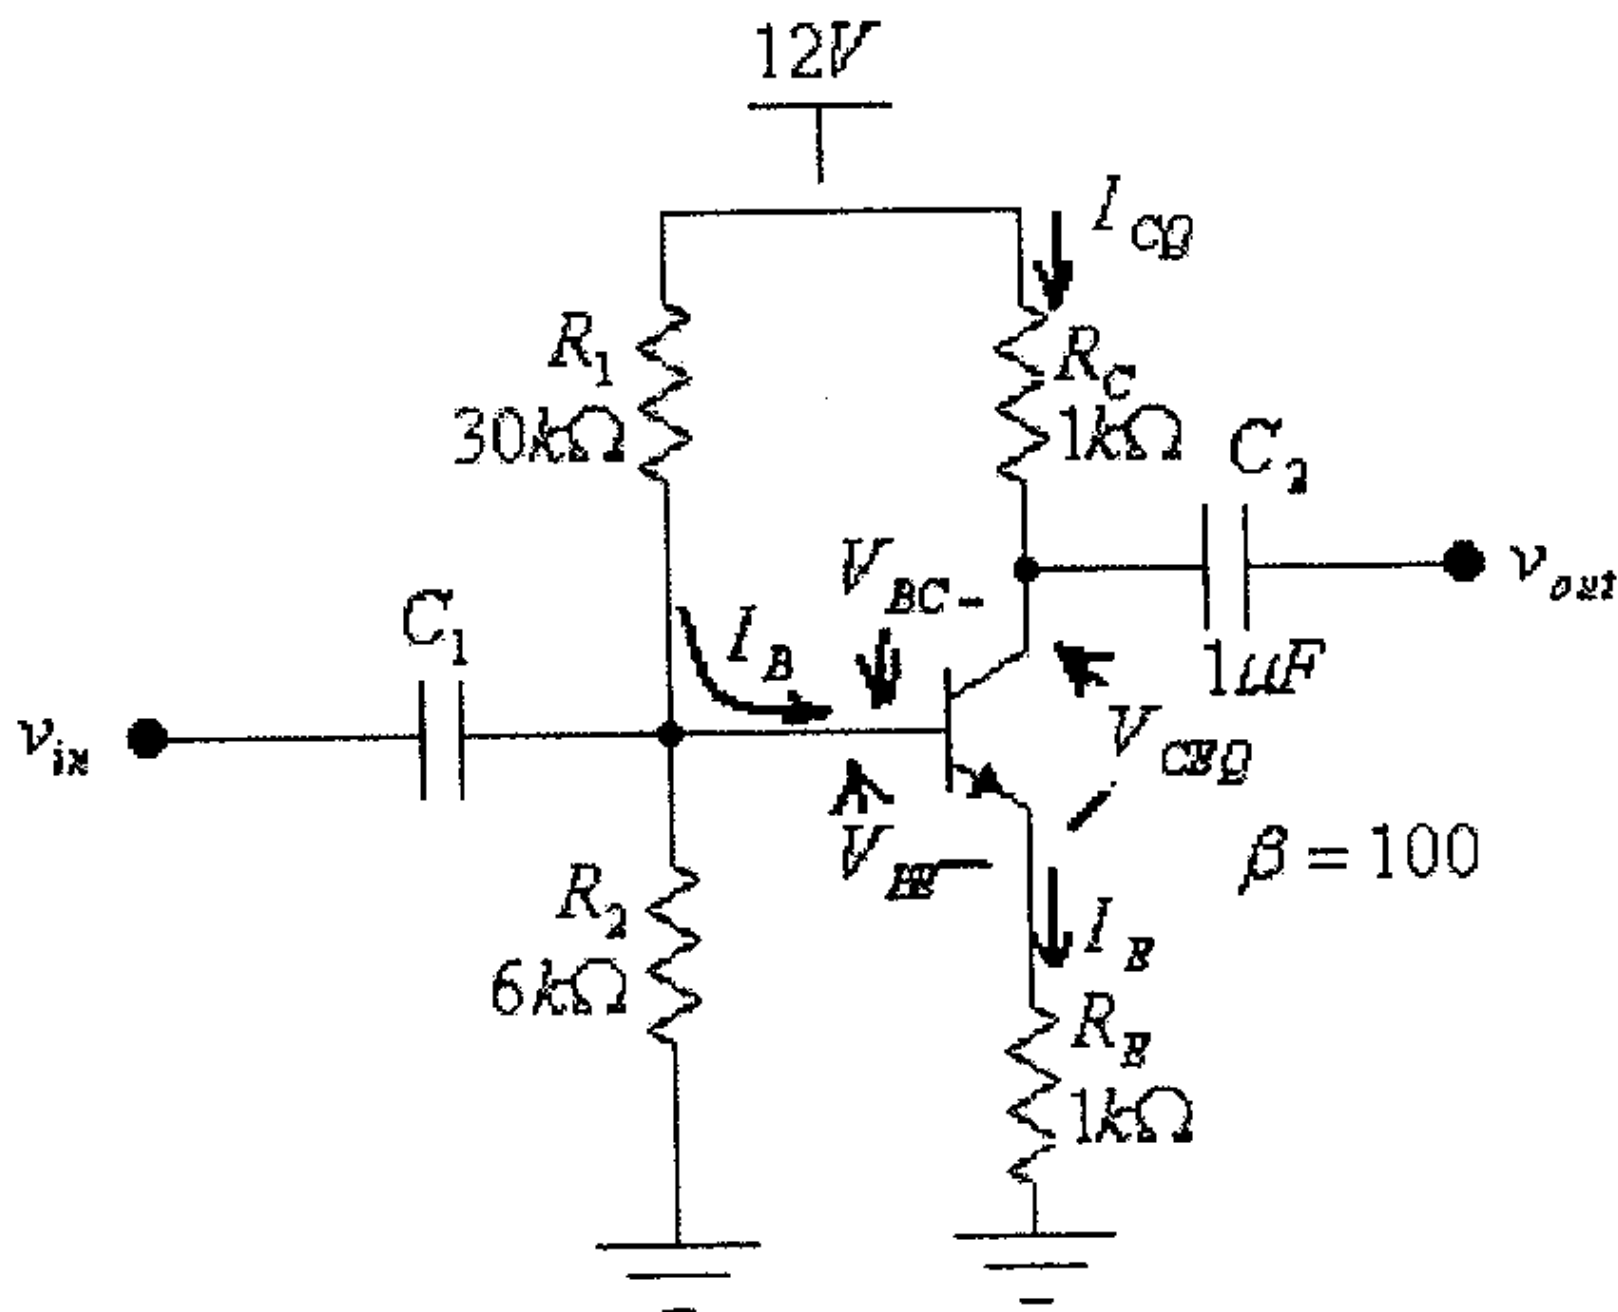 12V
I_CQ
R_1
30kΩ
R_C
1kΩ
C_2
V_BC -
v_out
C_1
I_B
1μF
v_in
V_CEQ
V_BE
β = 100
R_2
6kΩ
I_E
R_E
1kΩ